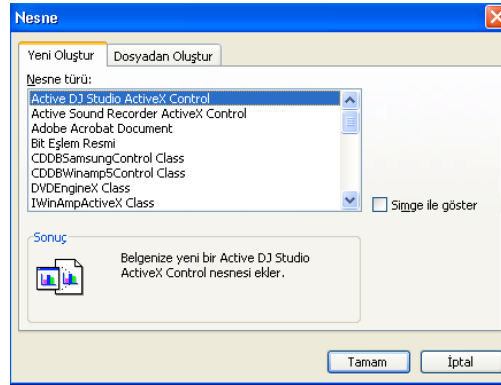 Nesne
Yeni Oluştur Dosyadan Oluştur
Nesne türü:
Active DJ Studio ActiveX Control
Active Sound Recorder ActiveX Control
Adobe Acrobat Document
Bit Eşlem Resmi
CDDBSamsungControl Class
CDDBWinamp5Control Class
DVDEngineX Class
IWinAmpActiveX Class
Simge ile göster
Sonuç
Belgenize yeni bir Active DJ Studio
ActiveX Control nesnesi ekler.
Tamam İptal